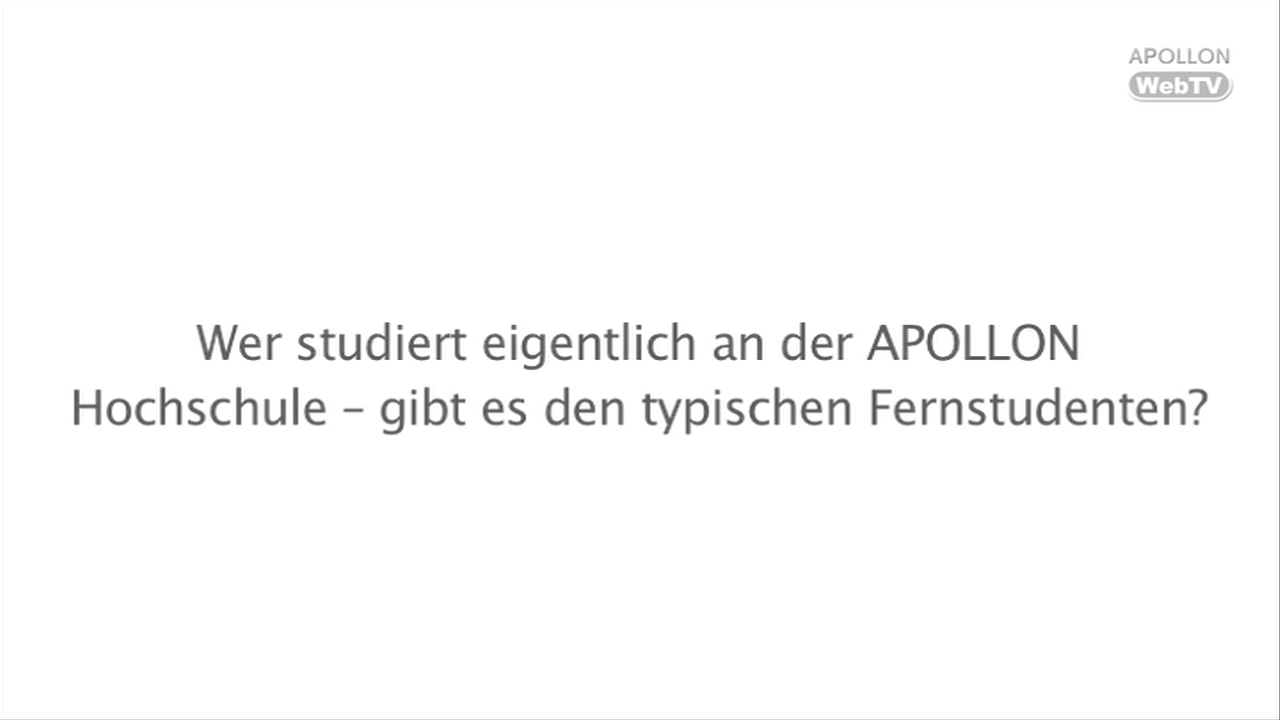 APOLLON
WebTV
Wer studiert eigentlich an der APOLLON
Hochschule – gibt es den typischen Fernstudenten?